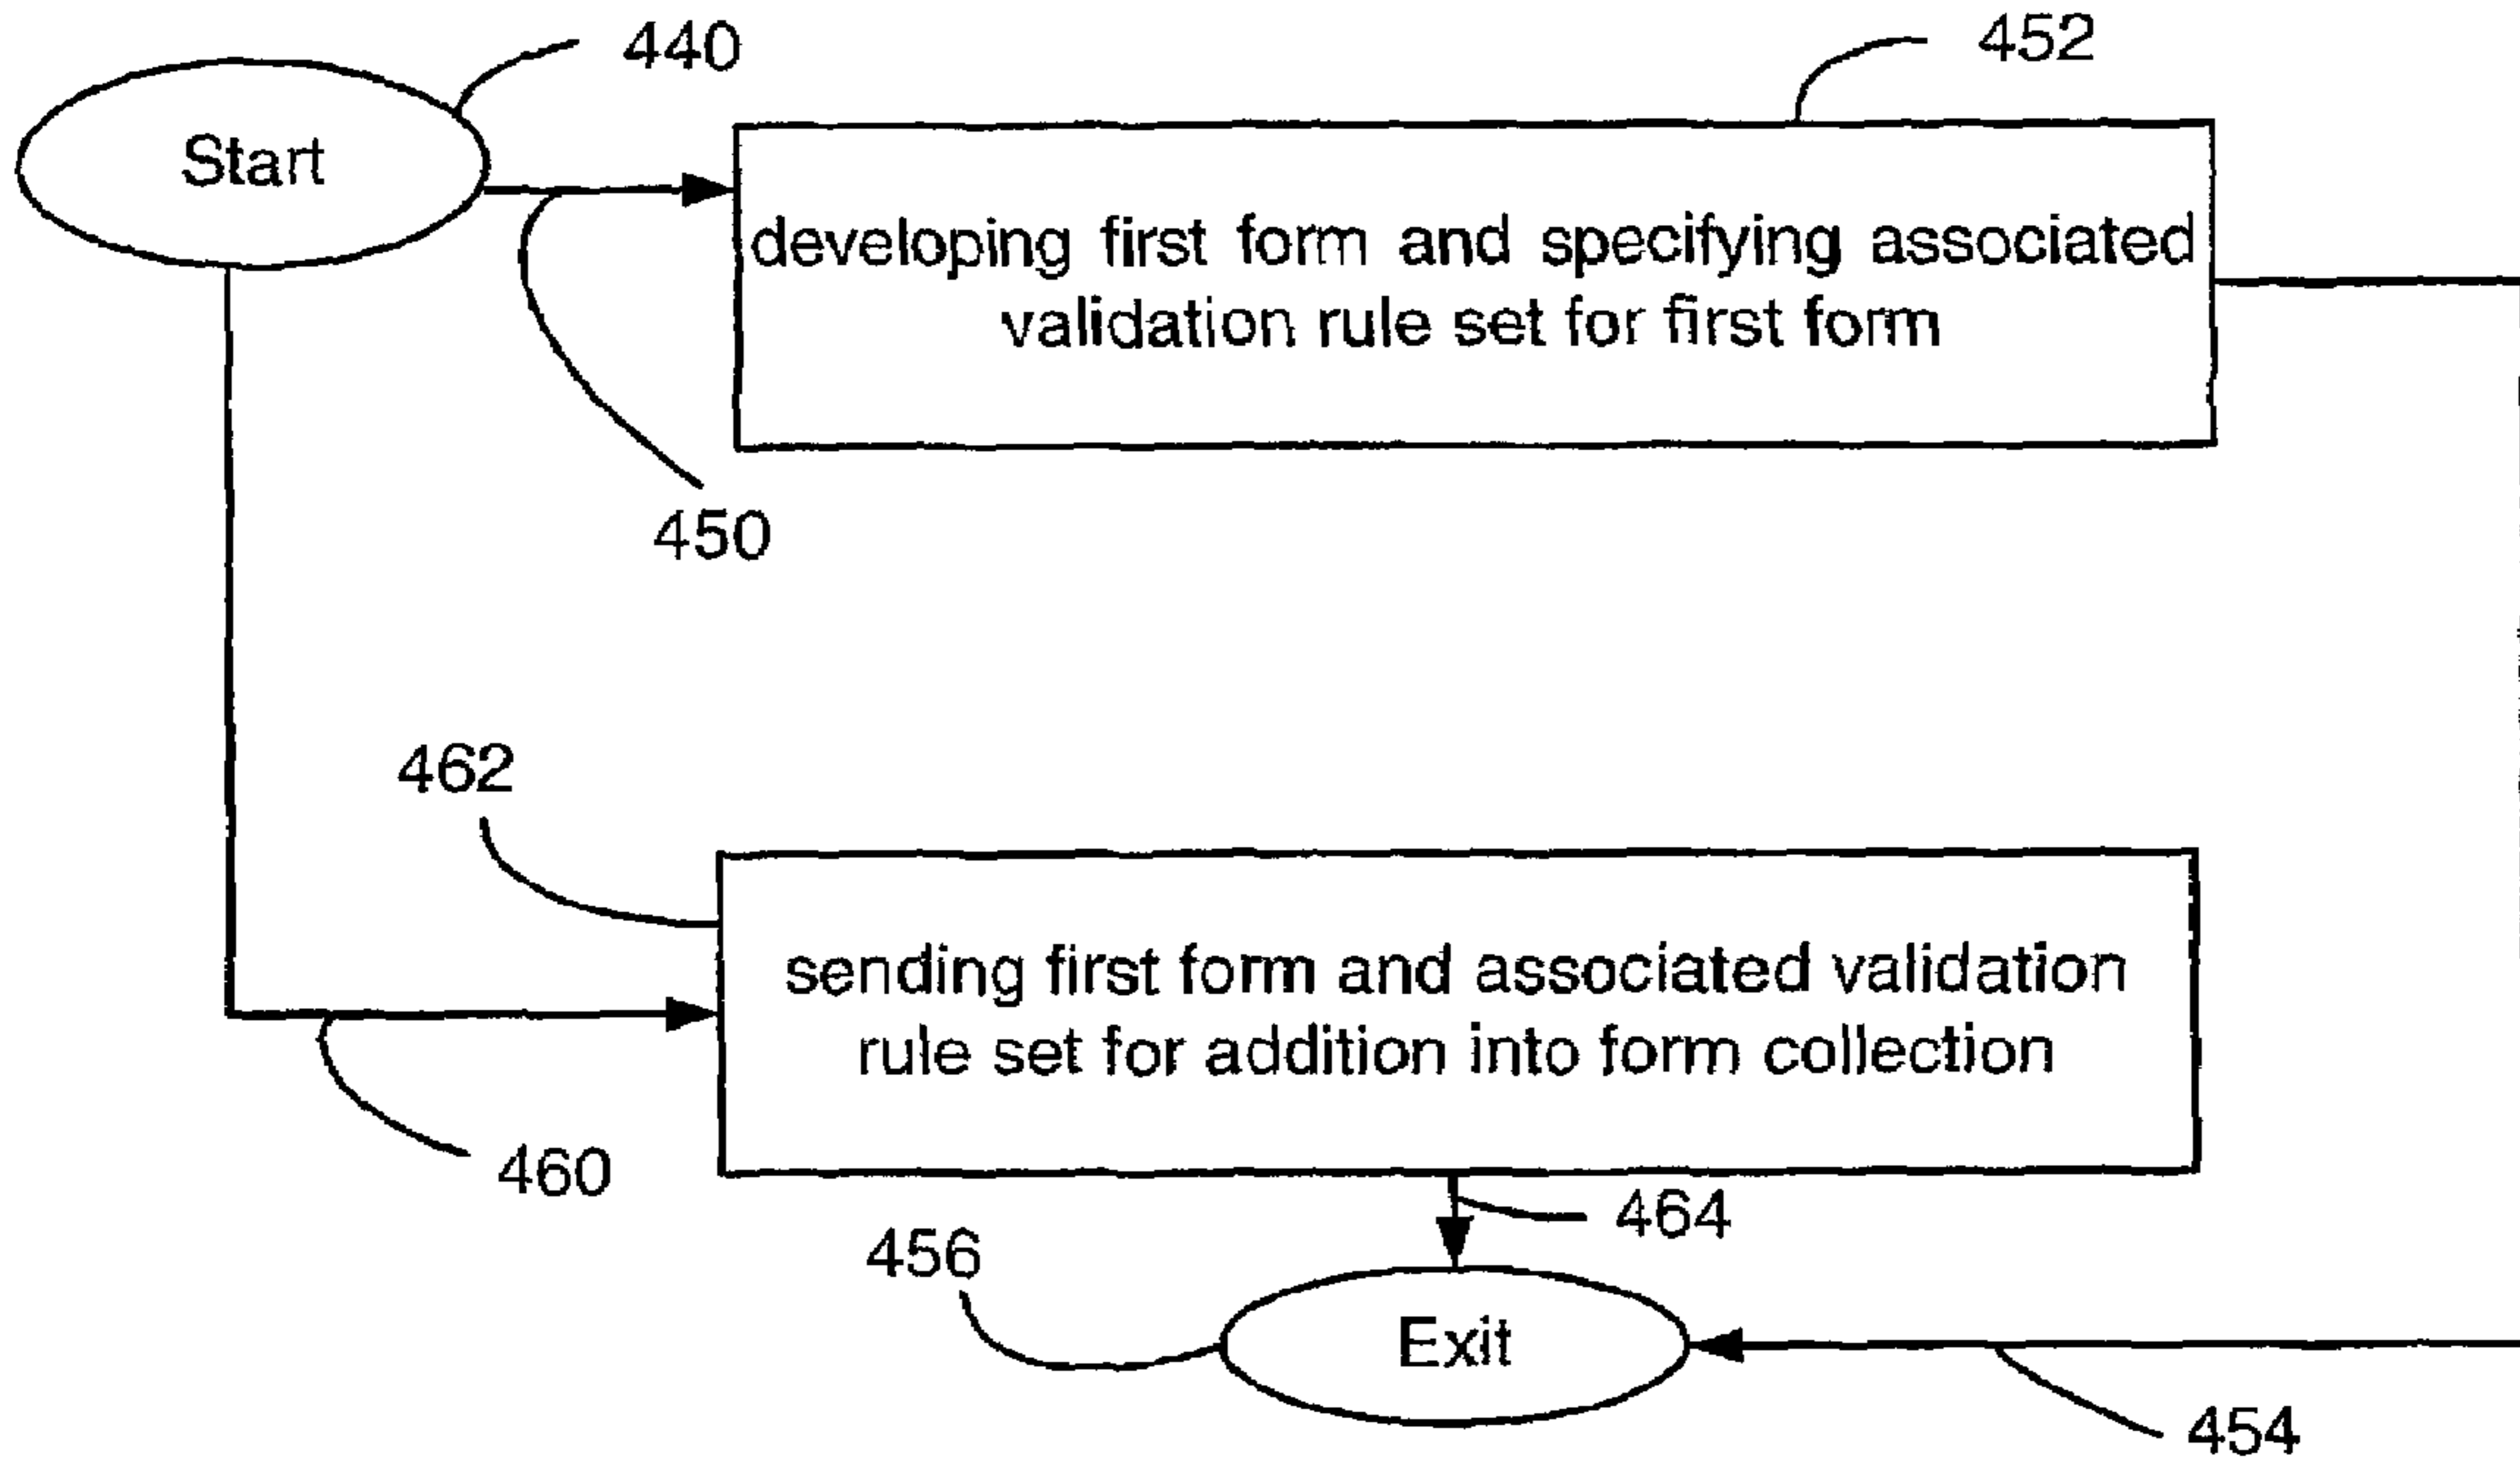 440
452
Start
developing first form and specifying associated
validation rule set for first form
450
462
sending first form and associated validation
rule set for addition into form collection
460
464
456
Exit
454